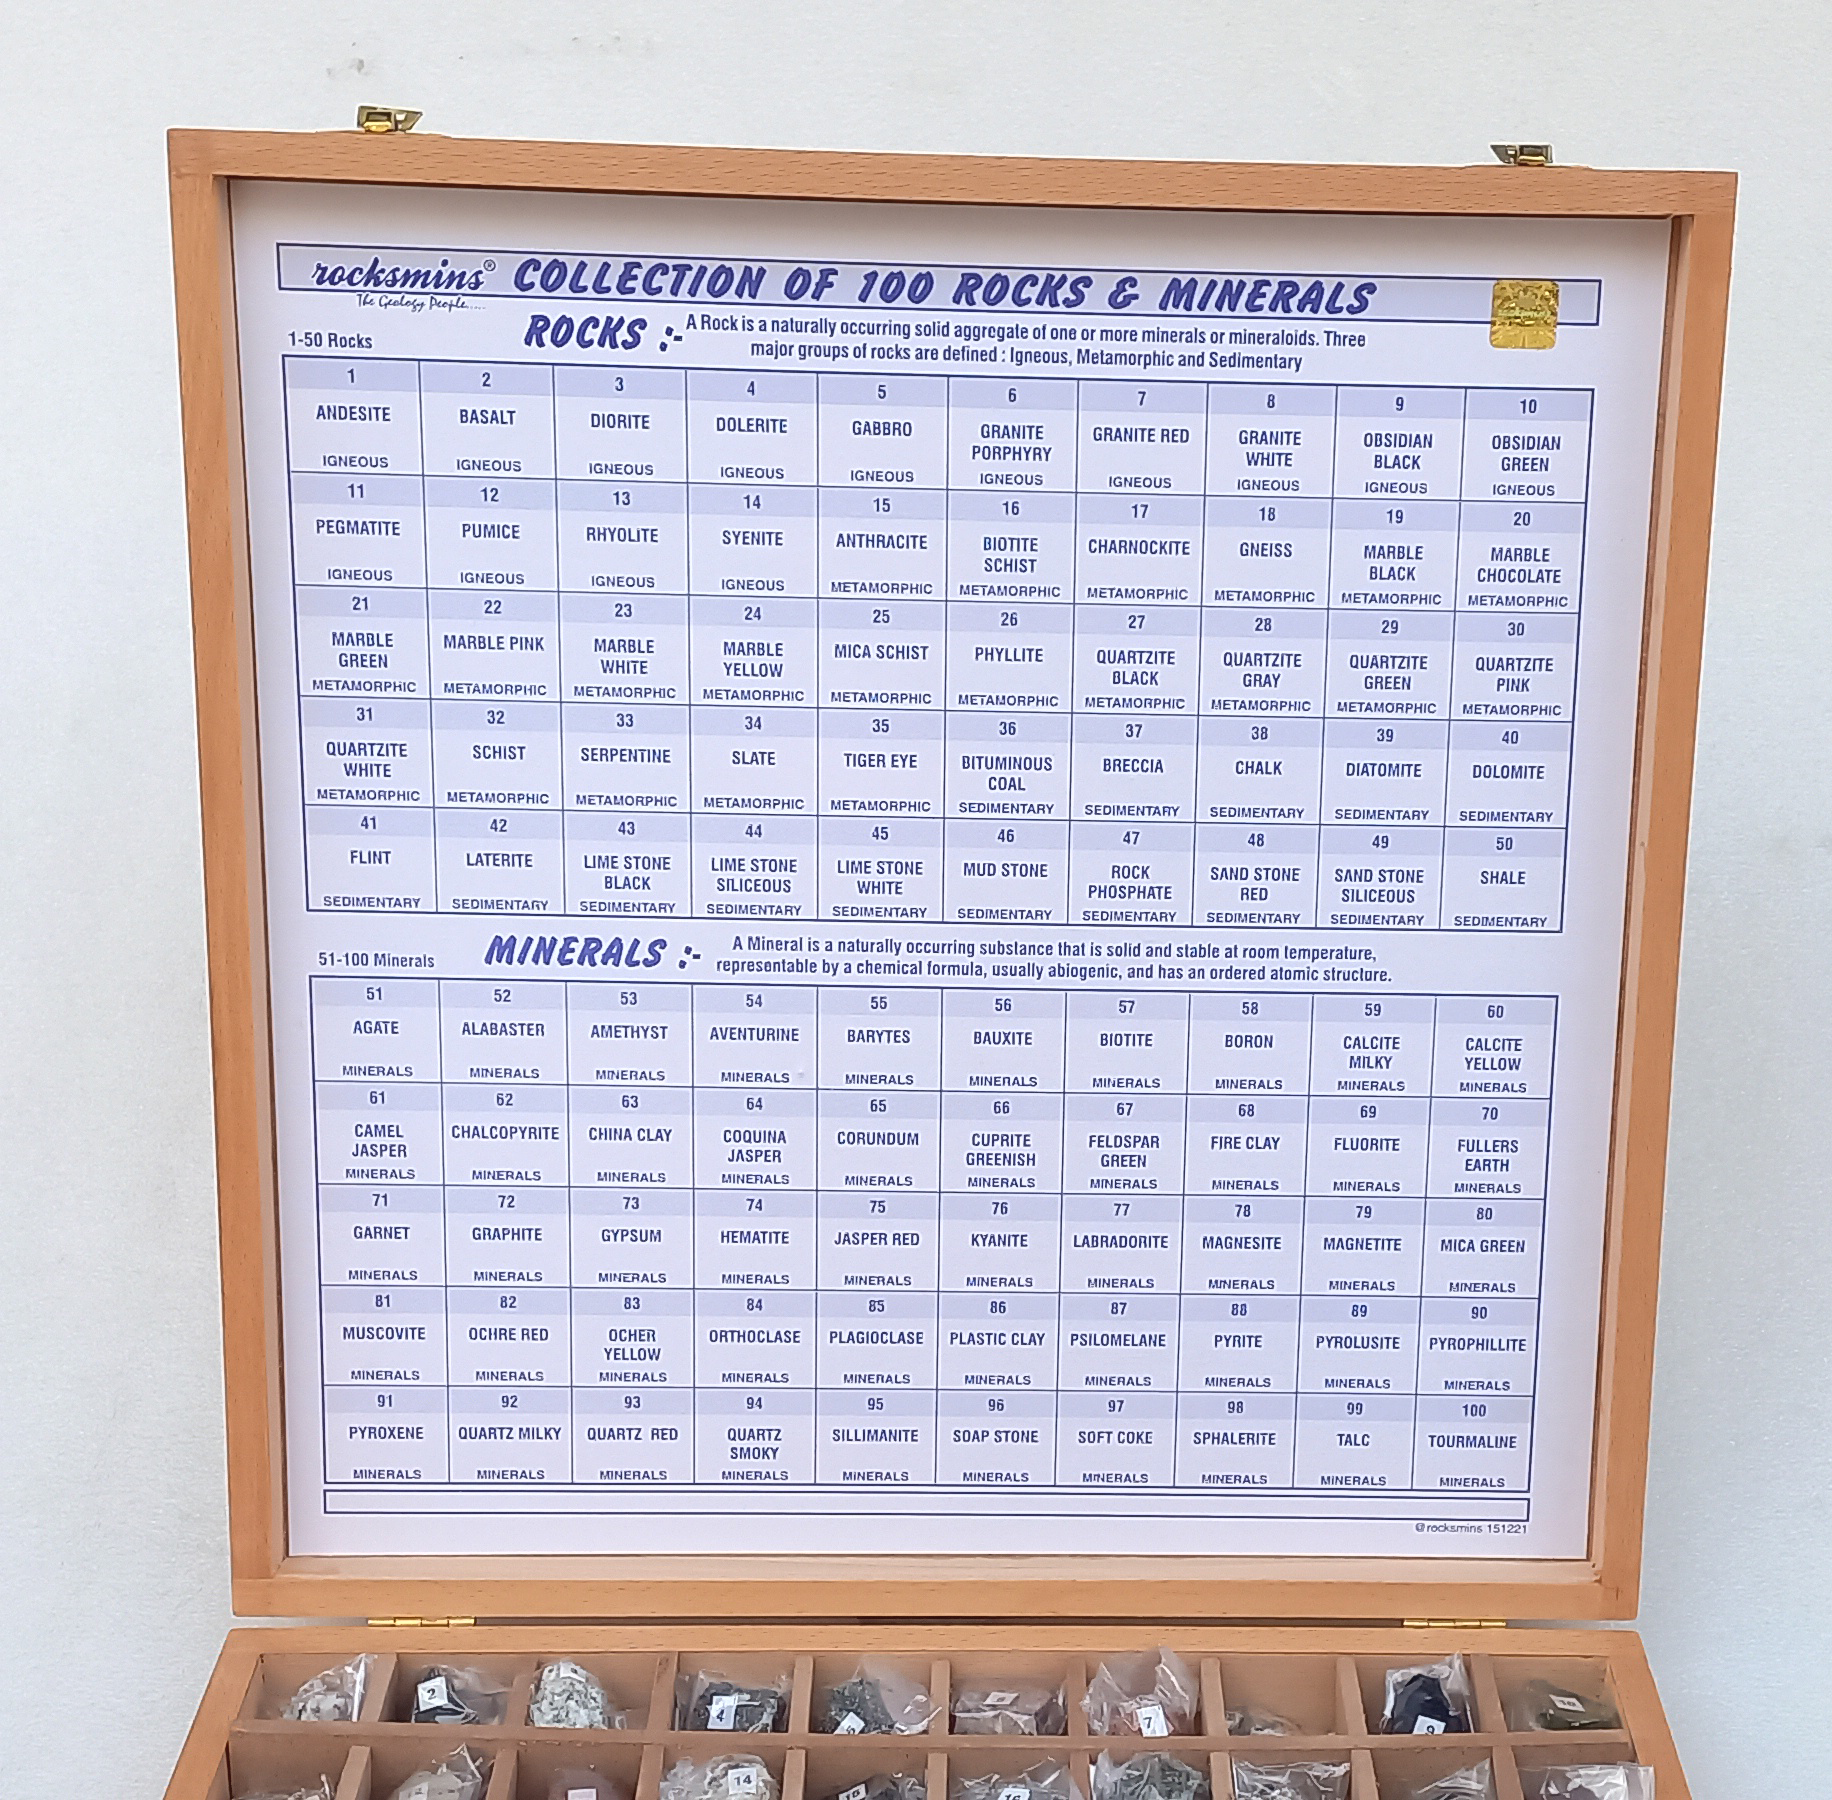 rocksmins® COLLECTION OF 100 ROCKS & MINERALS
The Geology People.....
1-50 Rocks
ROCKS :- A Rock is a naturally occurring solid aggregate of one or more minerals or mineraloids. Three
major groups of rocks are defined : Igneous, Metamorphic and Sedimentary
1 2 3 4 5 6 7 8 9 10
ANDESITE BASALT DIORITE DOLERITE GABBRO GRANITE GRANITE RED GRANITE OBSIDIAN OBSIDIAN
PORPHYRY WHITE BLACK GREEN
IGNEOUS IGNEOUS IGNEOUS IGNEOUS IGNEOUS IGNEOUS IGNEOUS IGNEOUS IGNEOUS IGNEOUS
11 12 13 14 15 16 17 18 19 20
PEGMATITE PUMICE RHYOLITE SYENITE ANTHRACITE BIOTITE CHARNOCKITE GNEISS MARBLE MARBLE
SCHIST BLACK CHOCOLATE
IGNEOUS IGNEOUS IGNEOUS IGNEOUS METAMORPHIC METAMORPHIC METAMORPHIC METAMORPHIC METAMORPHIC METAMORPHIC
21 22 23 24 25 26 27 28 29 30
MARBLE MARBLE PINK MARBLE MARBLE MICA SCHIST PHYLLITE QUARTZITE QUARTZITE QUARTZITE QUARTZITE
GREEN WHITE YELLOW BLACK GRAY GREEN PINK
METAMORPHIC METAMORPHIC METAMORPHIC METAMORPHIC METAMORPHIC METAMORPHIC METAMORPHIC METAMORPHIC METAMORPHIC METAMORPHIC
31 32 33 34 35 36 37 38 39 40
QUARTZITE SCHIST SERPENTINE SLATE TIGER EYE BITUMINOUS BRECCIA CHALK DIATOMITE DOLOMITE
WHITE COAL
METAMORPHIC METAMORPHIC METAMORPHIC METAMORPHIC METAMORPHIC SEDIMENTARY SEDIMENTARY SEDIMENTARY SEDIMENTARY SEDIMENTARY
41 42 43 44 45 46 47 48 49 50
FLINT LATERITE LIME STONE LIME STONE LIME STONE MUD STONE ROCK SAND STONE SAND STONE SHALE
BLACK SILICEOUS WHITE PHOSPHATE RED SILICEOUS
SEDIMENTARY SEDIMENTARY SEDIMENTARY SEDIMENTARY SEDIMENTARY SEDIMENTARY SEDIMENTARY SEDIMENTARY SEDIMENTARY SEDIMENTARY
51-100 Minerals
MINERALS :- A Mineral is a naturally occurring substance that is solid and stable at room temperature,
representable by a chemical formula, usually abiogenic, and has an ordered atomic structure.
51 52 53 54 55 56 57 58 59 60
AGATE ALABASTER AMETHYST AVENTURINE BARYTES BAUXITE BIOTITE BORON CALCITE CALCITE
MILKY YELLOW
MINERALS MINERALS MINERALS MINERALS MINERALS MINERALS MINERALS MINERALS MINERALS MINERALS
61 62 63 64 65 66 67 68 69 70
CAMEL CHALCOPYRITE CHINA CLAY COQUINA CORUNDUM CUPRITE FELDSPAR FIRE CLAY FLUORITE FULLERS
JASPER JASPER GREENISH GREEN EARTH
MINERALS MINERALS MINERALS MINERALS MINERALS MINERALS MINERALS MINERALS MINERALS MINERALS
71 72 73 74 75 76 77 78 79 80
GARNET GRAPHITE GYPSUM HEMATITE JASPER RED KYANITE LABRADORITE MAGNESITE MAGNETITE MICA GREEN
MINERALS MINERALS MINERALS MINERALS MINERALS MINERALS MINERALS MINERALS MINERALS MINERALS
81 82 83 84 85 86 87 88 89 90
MUSCOVITE OCHRE RED OCHER ORTHOCLASE PLAGIOCLASE PLASTIC CLAY PSILOMELANE PYRITE PYROLUSITE PYROPHILLITE
YELLOW
MINERALS MINERALS MINERALS MINERALS MINERALS MINERALS MINERALS MINERALS MINERALS MINERALS
91 92 93 94 95 96 97 98 99 100
PYROXENE QUARTZ MILKY QUARTZ RED QUARTZ SILLIMANITE SOAP STONE SOFT COKE SPHALERITE TALC TOURMALINE
SMOKY
MINERALS MINERALS MINERALS MINERALS MINERALS MINERALS MINERALS MINERALS MINERALS MINERALS
@rocksmins 151221
2 4 7 9 10
14